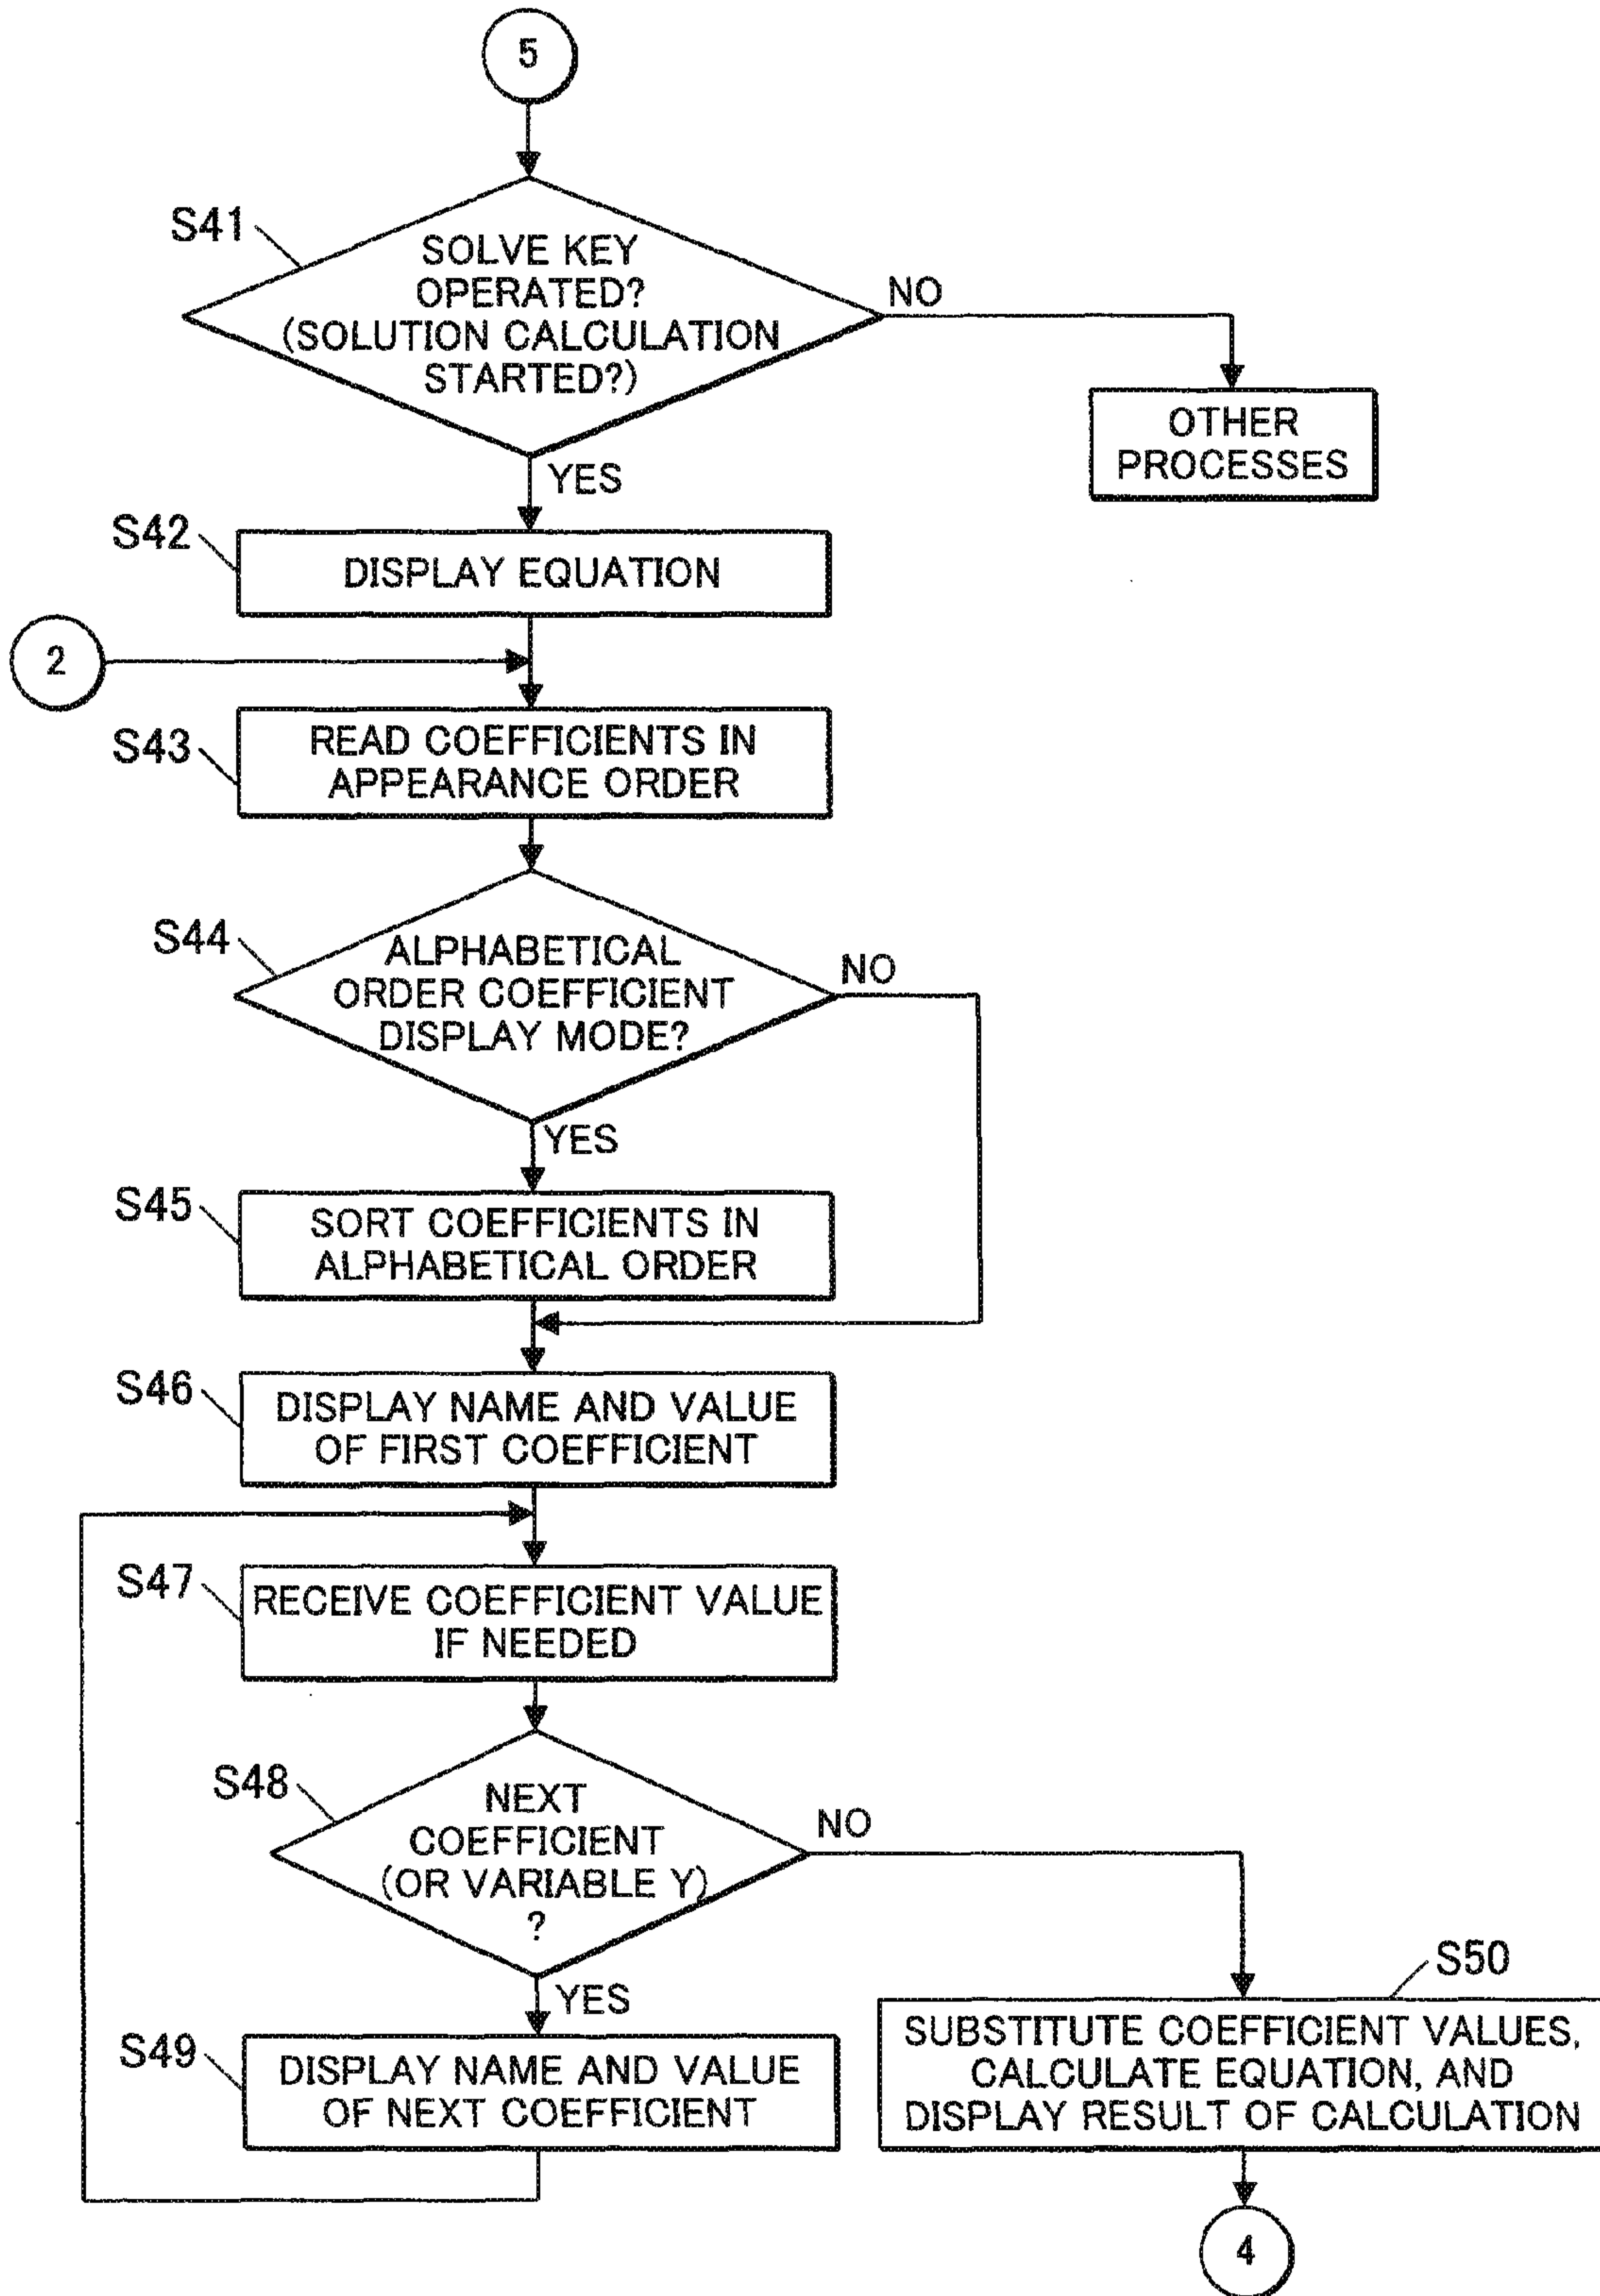 5
S41
SOLVE KEY
OPERATED?
(SOLUTION CALCULATION
STARTED?)
NO
OTHER
PROCESSES
YES
S42
DISPLAY EQUATION
2
S43
READ COEFFICIENTS IN
APPEARANCE ORDER
S44
ALPHABETICAL
ORDER COEFFICIENT
DISPLAY MODE?
NO
YES
S45
SORT COEFFICIENTS IN
ALPHABETICAL ORDER
S46
DISPLAY NAME AND VALUE
OF FIRST COEFFICIENT
S47
RECEIVE COEFFICIENT VALUE
IF NEEDED
S48
NEXT
COEFFICIENT
(OR VARIABLE Y)
?
NO
YES
S49
DISPLAY NAME AND VALUE
OF NEXT COEFFICIENT
S50
SUBSTITUTE COEFFICIENT VALUES,
CALCULATE EQUATION, AND
DISPLAY RESULT OF CALCULATION
4